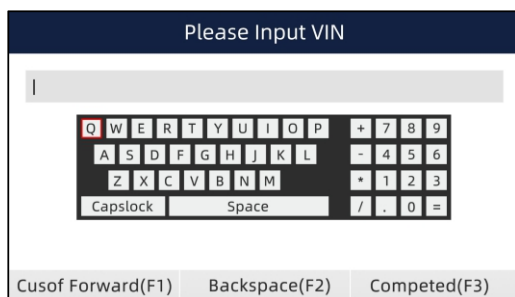 Please Input VIN
Q W E R T Y U I O P + 7 8 9
A S D F G H J K L - 4 5 6
Z X C V B N M * 1 2 3
Capslock Space / . 0 =
Cusof Forward(F1) Backspace(F2) Competed(F3)